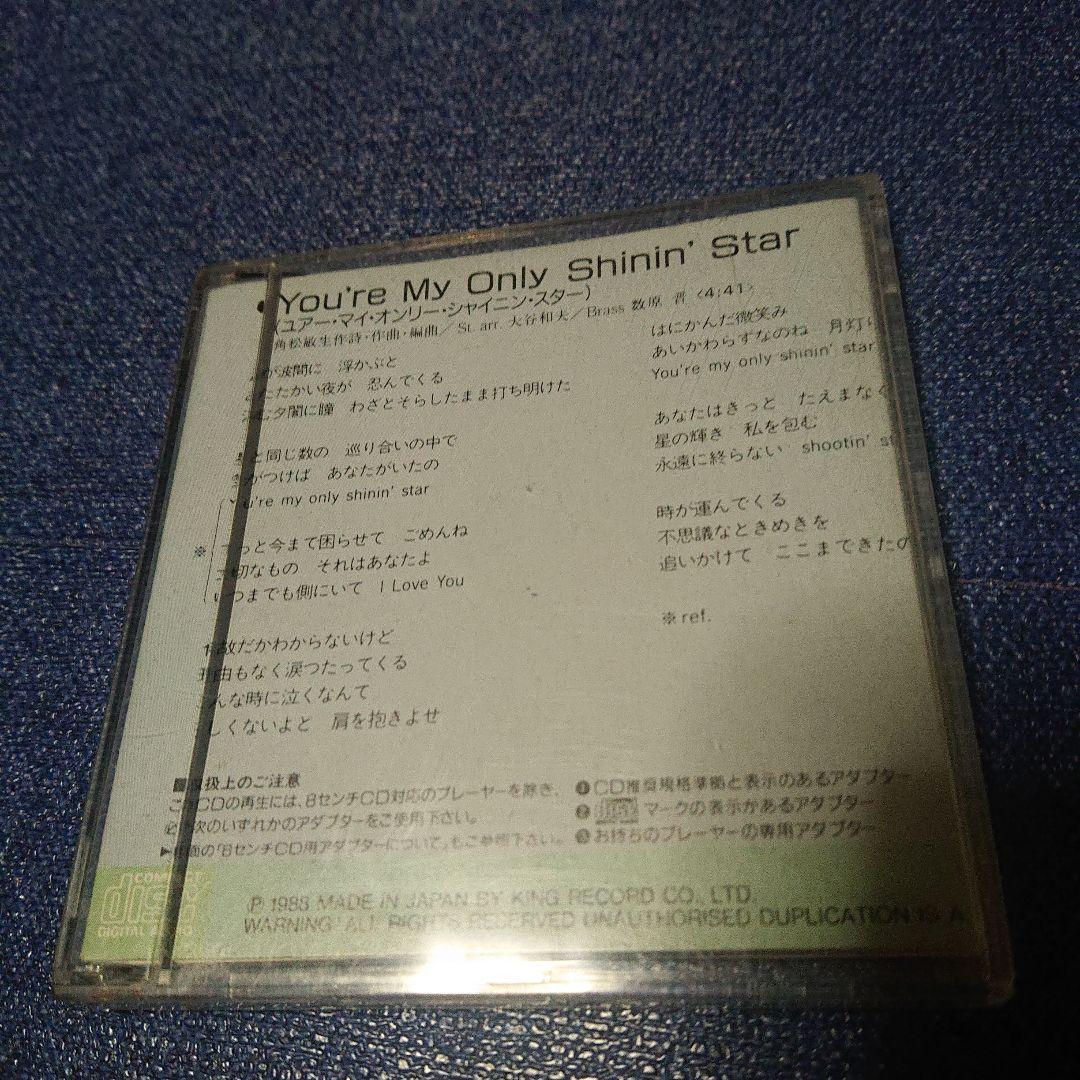 You're My Only Shinin' Star
(ユアー・マイ・オンリー・シャイニン・スター)
角松敏生作詩・作曲・編曲/St. arr. 大谷和夫/Brass 数原 晋〈4:41〉
が波間に 浮かぶと
たたかい夜が 忍んでくる
む夕闇に瞳 わざとそらしたまま打ち明けた
と同じ数の 巡り合いの中で
がつけば あなたがいたの
You're my only shinin' star
※
っと今まで困らせて ごめんね
切なもの それはあなたよ
いつまでも側にいて I Love You
何故だかわからないけど
理由もなく涙つたってくる
んな時に泣くなんて
しくないよと 肩を抱きよせ
はにかんだ微笑み
あいかわらずなのね 月灯に
You're my only shinin' star
あなたはきっと たえまなく
星の輝き 私を包む
永遠に終らない shootin' st
時が運んでくる
不思議なときめきを
追いかけて ここまできたの
※ref.
■取扱上のご注意
このCDの再生には、8センチCD対応のプレーヤーを除き、
必ず次のいずれかのアダプターをご使用下さい。
▶裏面の「8センチCD用アダプターについて」もご参照下さい。
❶CD推奨規格準拠と表示のあるアダプター
❷ マークの表示があるアダプター
❸お持ちのプレーヤーの専用アダプター
COMPACT
disc
DIGITAL AUDIO
Ⓟ 1988 MADE IN JAPAN BY KING RECORD CO., LTD.
WARNING: ALL RIGHTS RESERVED UNAUTHORISED DUPLICATION IS A